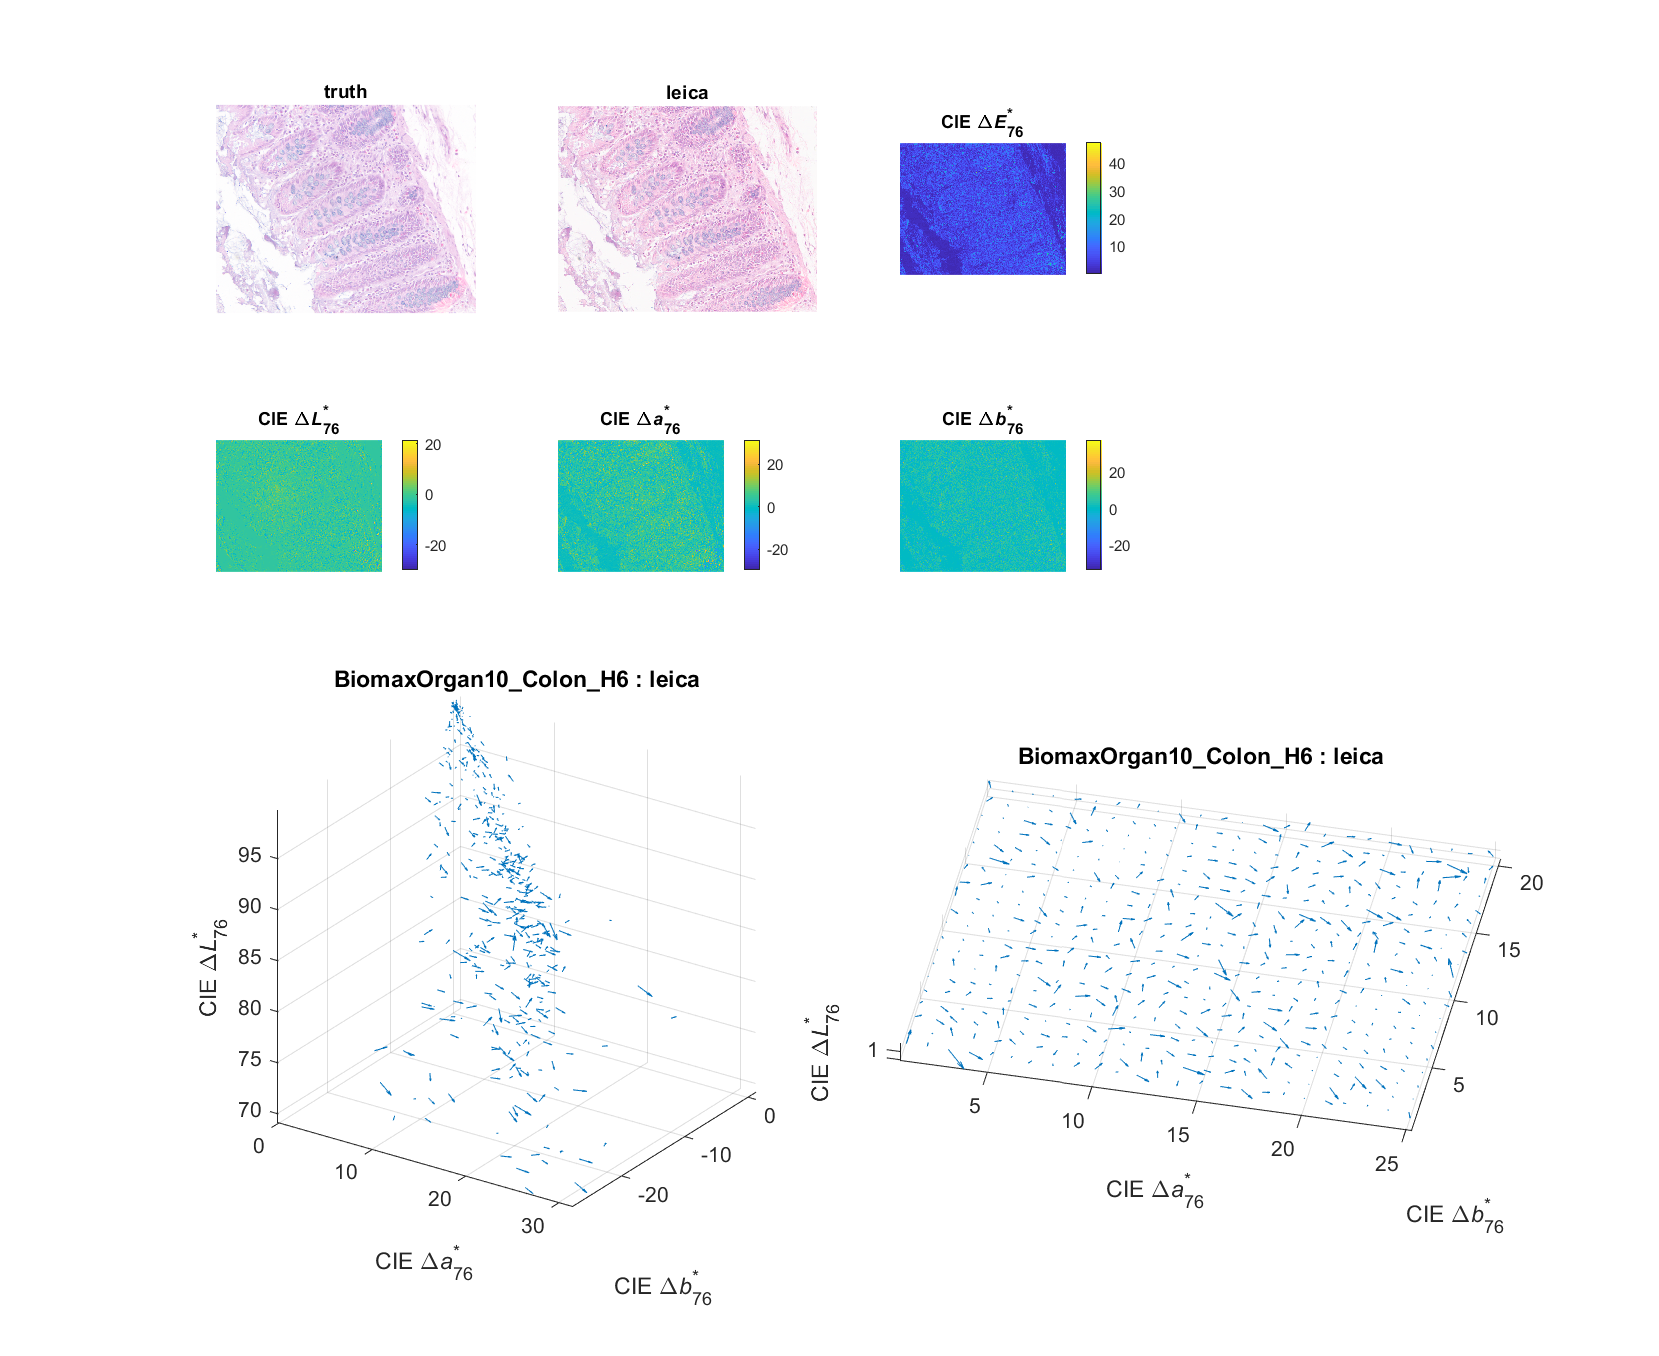 truth
leica
CIE ΔE*76
40
30
20
10
CIE ΔL*76
20
0
-20
CIE Δa*76
20
0
-20
CIE Δb*76
20
0
-20
BiomaxOrgan10_Colon_H6 : leica
95
90
85
80
75
70
CIE ΔL*76
0
10
20
30
CIE Δa*76
0
-10
-20
CIE Δb*76
BiomaxOrgan10_Colon_H6 : leica
1
CIE ΔL*76
5
10
15
20
25
CIE Δa*76
20
15
10
5
CIE Δb*76